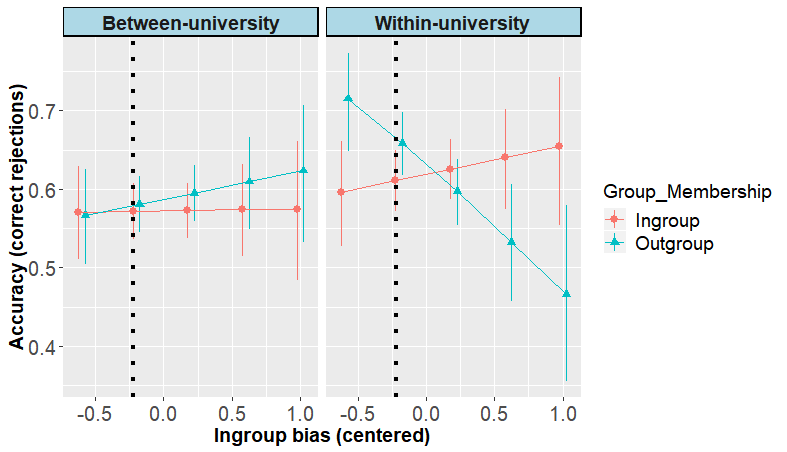 Between-university
Within-university
Accuracy (correct rejections)
0.7
0.6
0.5
0.4
-0.5
0.0
0.5
1.0
-0.5
0.0
0.5
1.0
Ingroup bias (centered)
Group_Membership
Ingroup
Outgroup